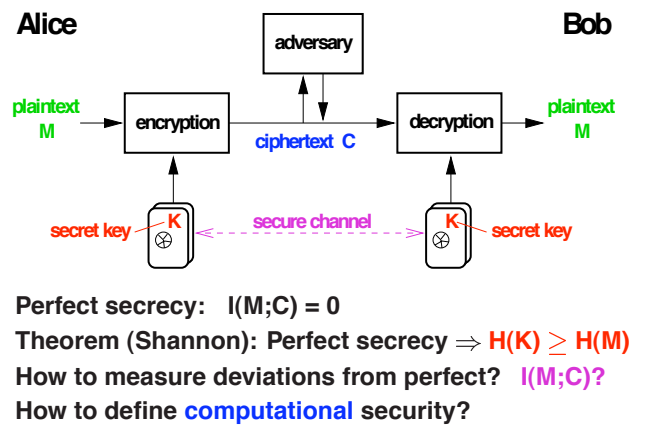 Alice
Bob
adversary
plaintext
M
encryption
ciphertext C
decryption
plaintext
M
secret key
K
secure channel
K
secret key
Perfect secrecy: I(M;C) = 0
Theorem (Shannon): Perfect secrecy ⇒ H(K) ≥ H(M)
How to measure deviations from perfect? I(M;C)?
How to define computational security?